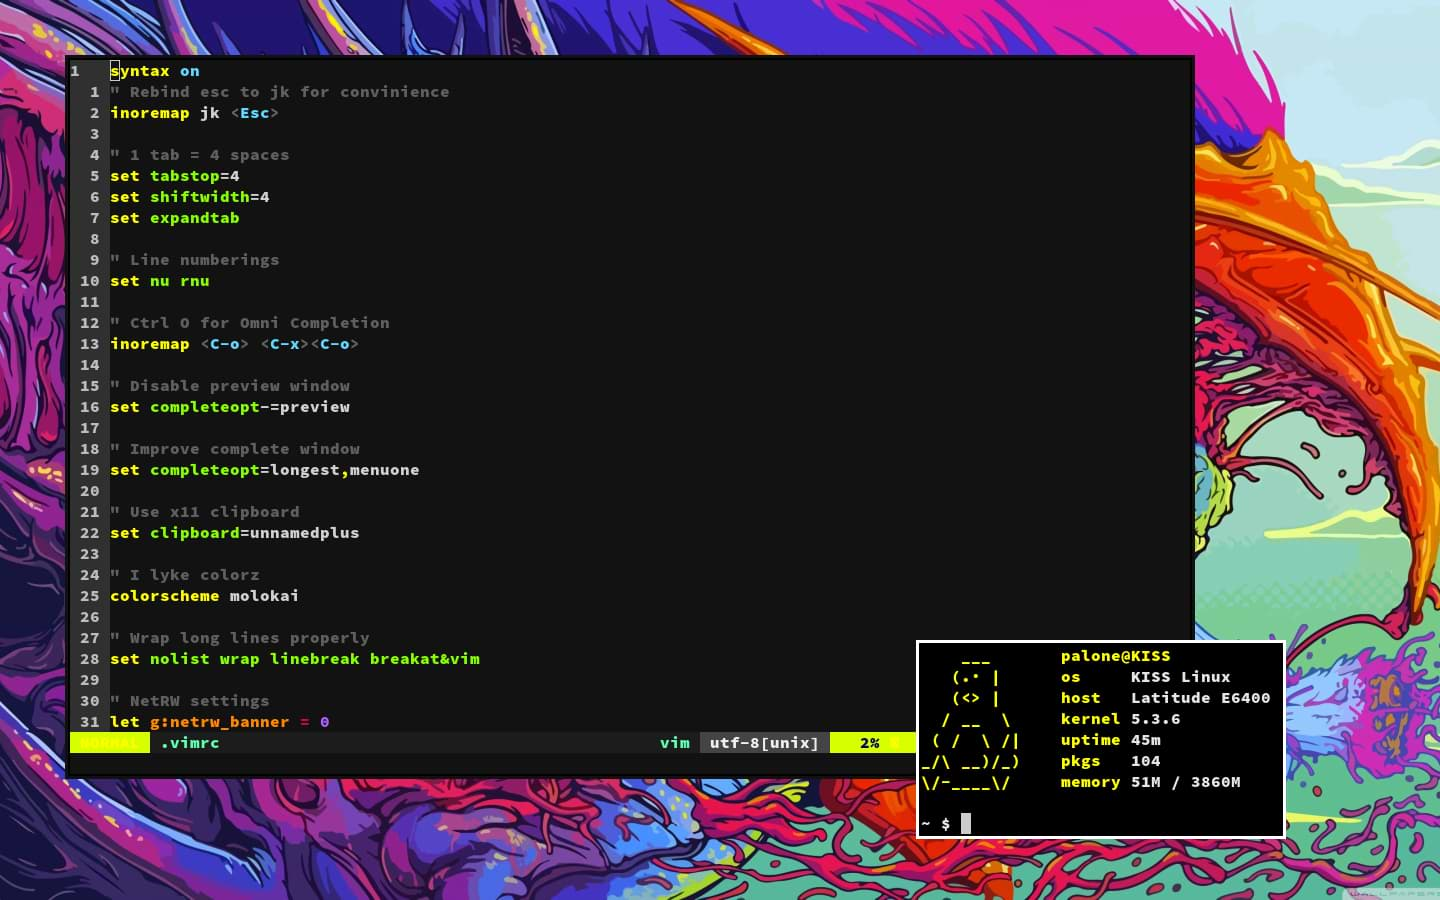 1   syntax on
  1 " Rebind esc to jk for convinience
  2 inoremap jk <Esc>
  3
  4 " 1 tab = 4 spaces
  5 set tabstop=4
  6 set shiftwidth=4
  7 set expandtab
  8
  9 " Line numberings
 10 set nu rnu
 11
 12 " Ctrl O for Omni Completion
 13 inoremap <C-o> <C-x><C-o>
 14
 15 " Disable preview window
 16 set completeopt-=preview
 17
 18 " Improve complete window
 19 set completeopt=longest,menuone
 20
 21 " Use x11 clipboard
 22 set clipboard=unnamedplus
 23
 24 " I lyke colorz
 25 colorscheme molokai
 26
 27 " Wrap long lines properly
 28 set nolist wrap linebreak breakat&vim
 29
 30 " NetRW settings
 31 let g:netrw_banner = 0
NORMAL .vimrc vim utf-8[unix] 2%
    ___       palone@KISS
   (.· |      os     KISS Linux
   (<> |      host   Latitude E6400
  / __  \     kernel 5.3.6
 ( /  \ /|    uptime 45m
_/\ __)/_)    pkgs   104
\/-____\/     memory 51M / 3860M
~ $